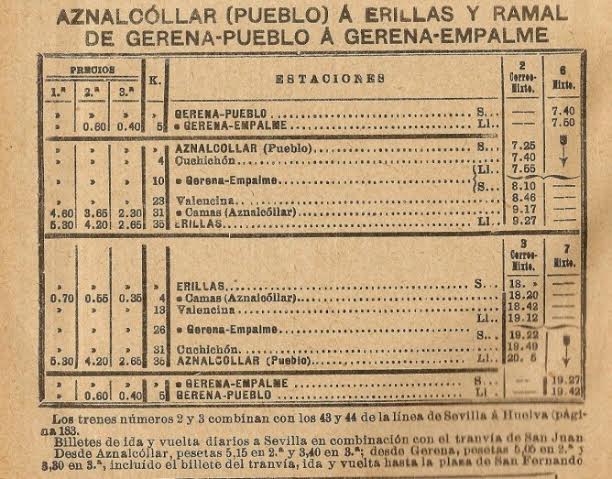 AZNALCÓLLAR (PUEBLO) Á ERILLAS Y RAMAL
DE GERENA-PUEBLO Á GERENA-EMPALME
PRECIOS K. ESTACIONES 2 Correo-Mixto. 6 Mixto.
1.ª 2.ª 3.ª
» » » » GERENA-PUEBLO S... — 7.40
» 0.60 0.40 5 GERENA-EMPALME Ll.. — 7.50
» » » » AZNALCOLLAR (Pueblo) S... 7.25 3
» » » 4 Cuchichón 7.40
Ll.. 7.55
» » » 10 Gerena-Empalme
S... 8.10 —
» » » 23 Valencina 8.46 —
4.60 3.65 2.30 31 Camas (Aznalcóllar) 9.17 —
5.30 4.20 2.65 35 ERILLAS Ll.. 9.27 —
3 Correo-Mixto. 7 Mixto.
» » » » ERILLAS S... 18. » —
0.70 0.55 0.35 4 Camas (Aznalcóllar) 18.20 —
» » » 13 Valencina 18.42 —
Ll.. 19.12 —
» » » 26 Gerena-Empalme
S... 19.22
» » » 31 Cuchichón 19.49
5.30 4.20 2.65 35 AZNALCÓLLAR (Pueblo) Ll.. 20. 5
» » » » GERENA-EMPALME S... — 19.27
» 0.60 0.40 5 GERENA-PUEBLO Ll.. — 19.42
Los trenes números 2 y 3 combinan con los 43 y 44 de la línea de Sevilla á Huelva (pági-
na 183.
Billetes de ida y vuelta diarios a Sevilla en combinación con el tranvía de San Juan
Desde Aznalcóllar, pesetas 5,15 en 2.ª y 3,40 en 3.ª; desde Gerena, pesetas 5,05 en 2.ª y
3,30 en 3.ª, incluído el billete del tranvía, ida y vuelta hasta la plaza de San Fernando